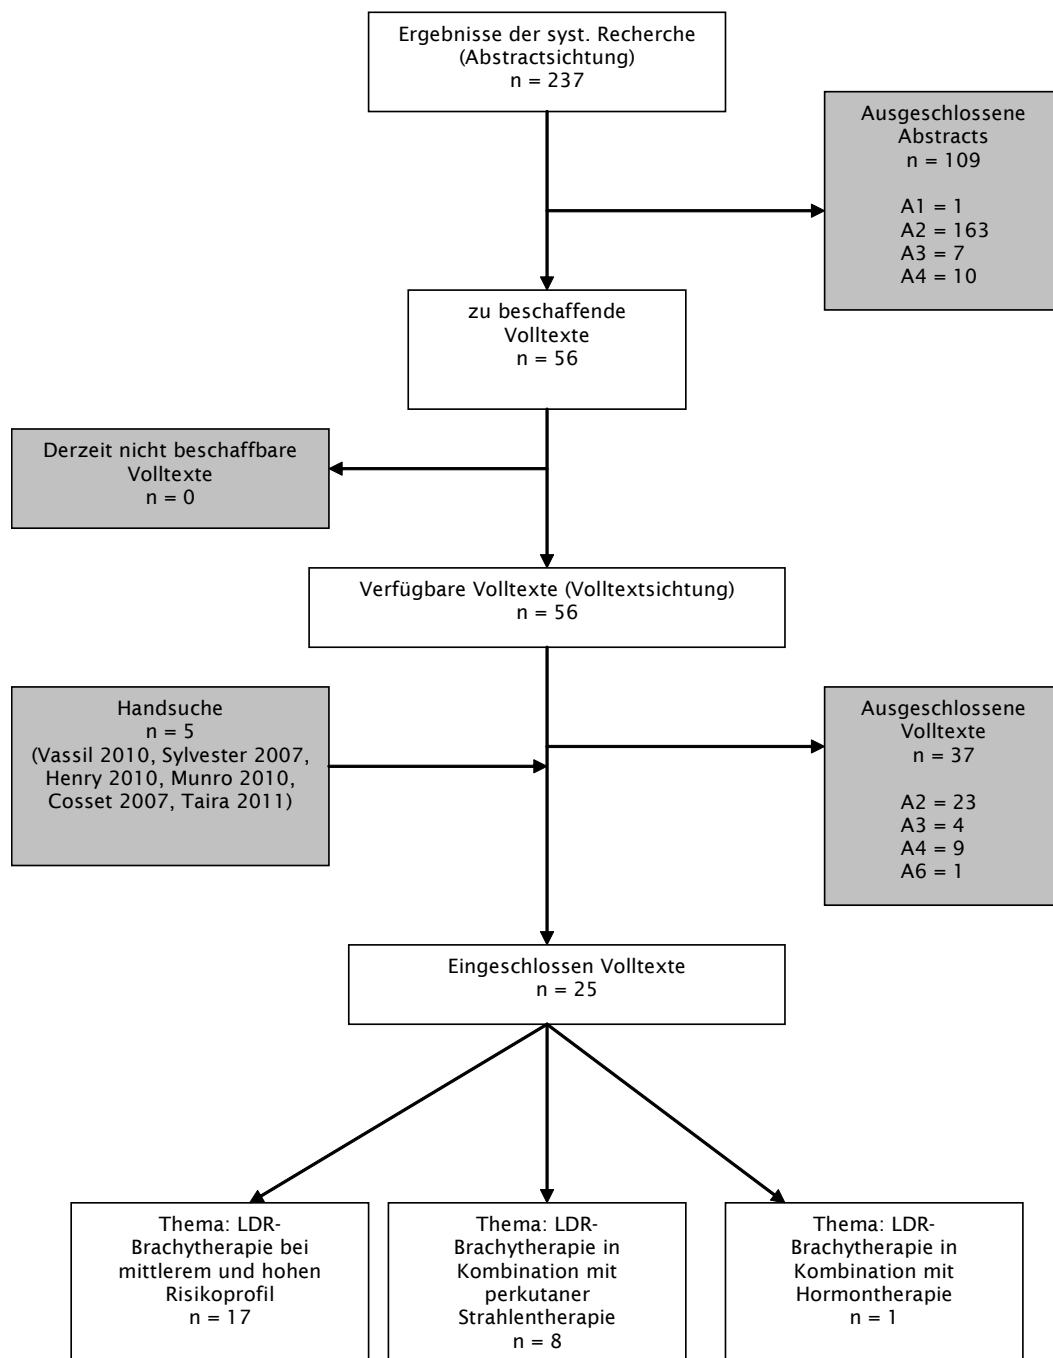 Ergebnisse der syst. Recherche
(Abstractsichtung)
n = 237
Ausgeschlossene
Abstracts
n = 109
A1 = 1
A2 = 163
A3 = 7
A4 = 10
zu beschaffende
Volltexte
n = 56
Derzeit nicht beschaffbare
Volltexte
n = 0
Verfügbare Volltexte (Volltextsichtung)
n = 56
Handsuche
n = 5
(Vassil 2010, Sylvester 2007,
Henry 2010, Munro 2010,
Cosset 2007, Taira 2011)
Ausgeschlossene
Volltexte
n = 37
A2 = 23
A3 = 4
A4 = 9
A6 = 1
Eingeschlossen Volltexte
n = 25
Thema: LDR-
Brachytherapie bei
mittlerem und hohen
Risikoprofil
n = 17
Thema: LDR-
Brachytherapie in
Kombination mit
perkutaner
Strahlentherapie
n = 8
Thema: LDR-
Brachytherapie in
Kombination mit
Hormontherapie
n = 1